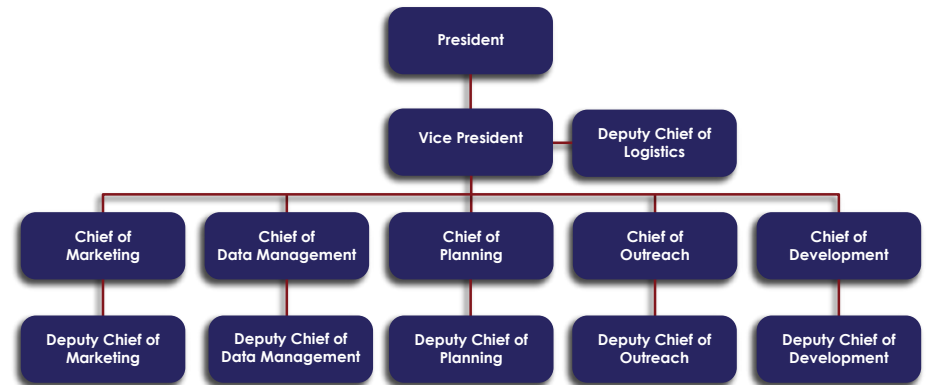 President
Vice President
Deputy Chief of
Logistics
Chief of
Marketing
Chief of
Data Management
Chief of
Planning
Chief of
Outreach
Chief of
Development
Deputy Chief of
Marketing
Deputy Chief of
Data Management
Deputy Chief of
Planning
Deputy Chief of
Outreach
Deputy Chief of
Development